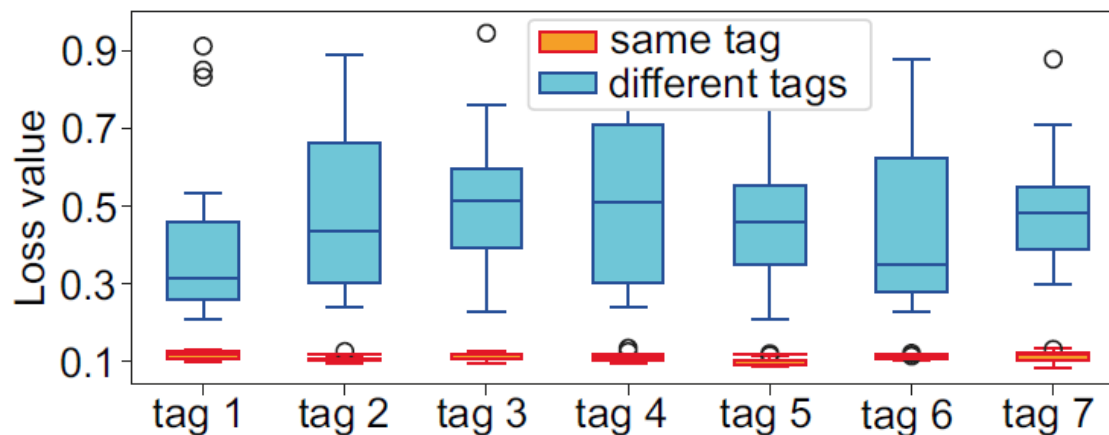 same tag
different tags
Loss value
0.9
0.7
0.5
0.3
0.1
tag 1 tag 2 tag 3 tag 4 tag 5 tag 6 tag 7